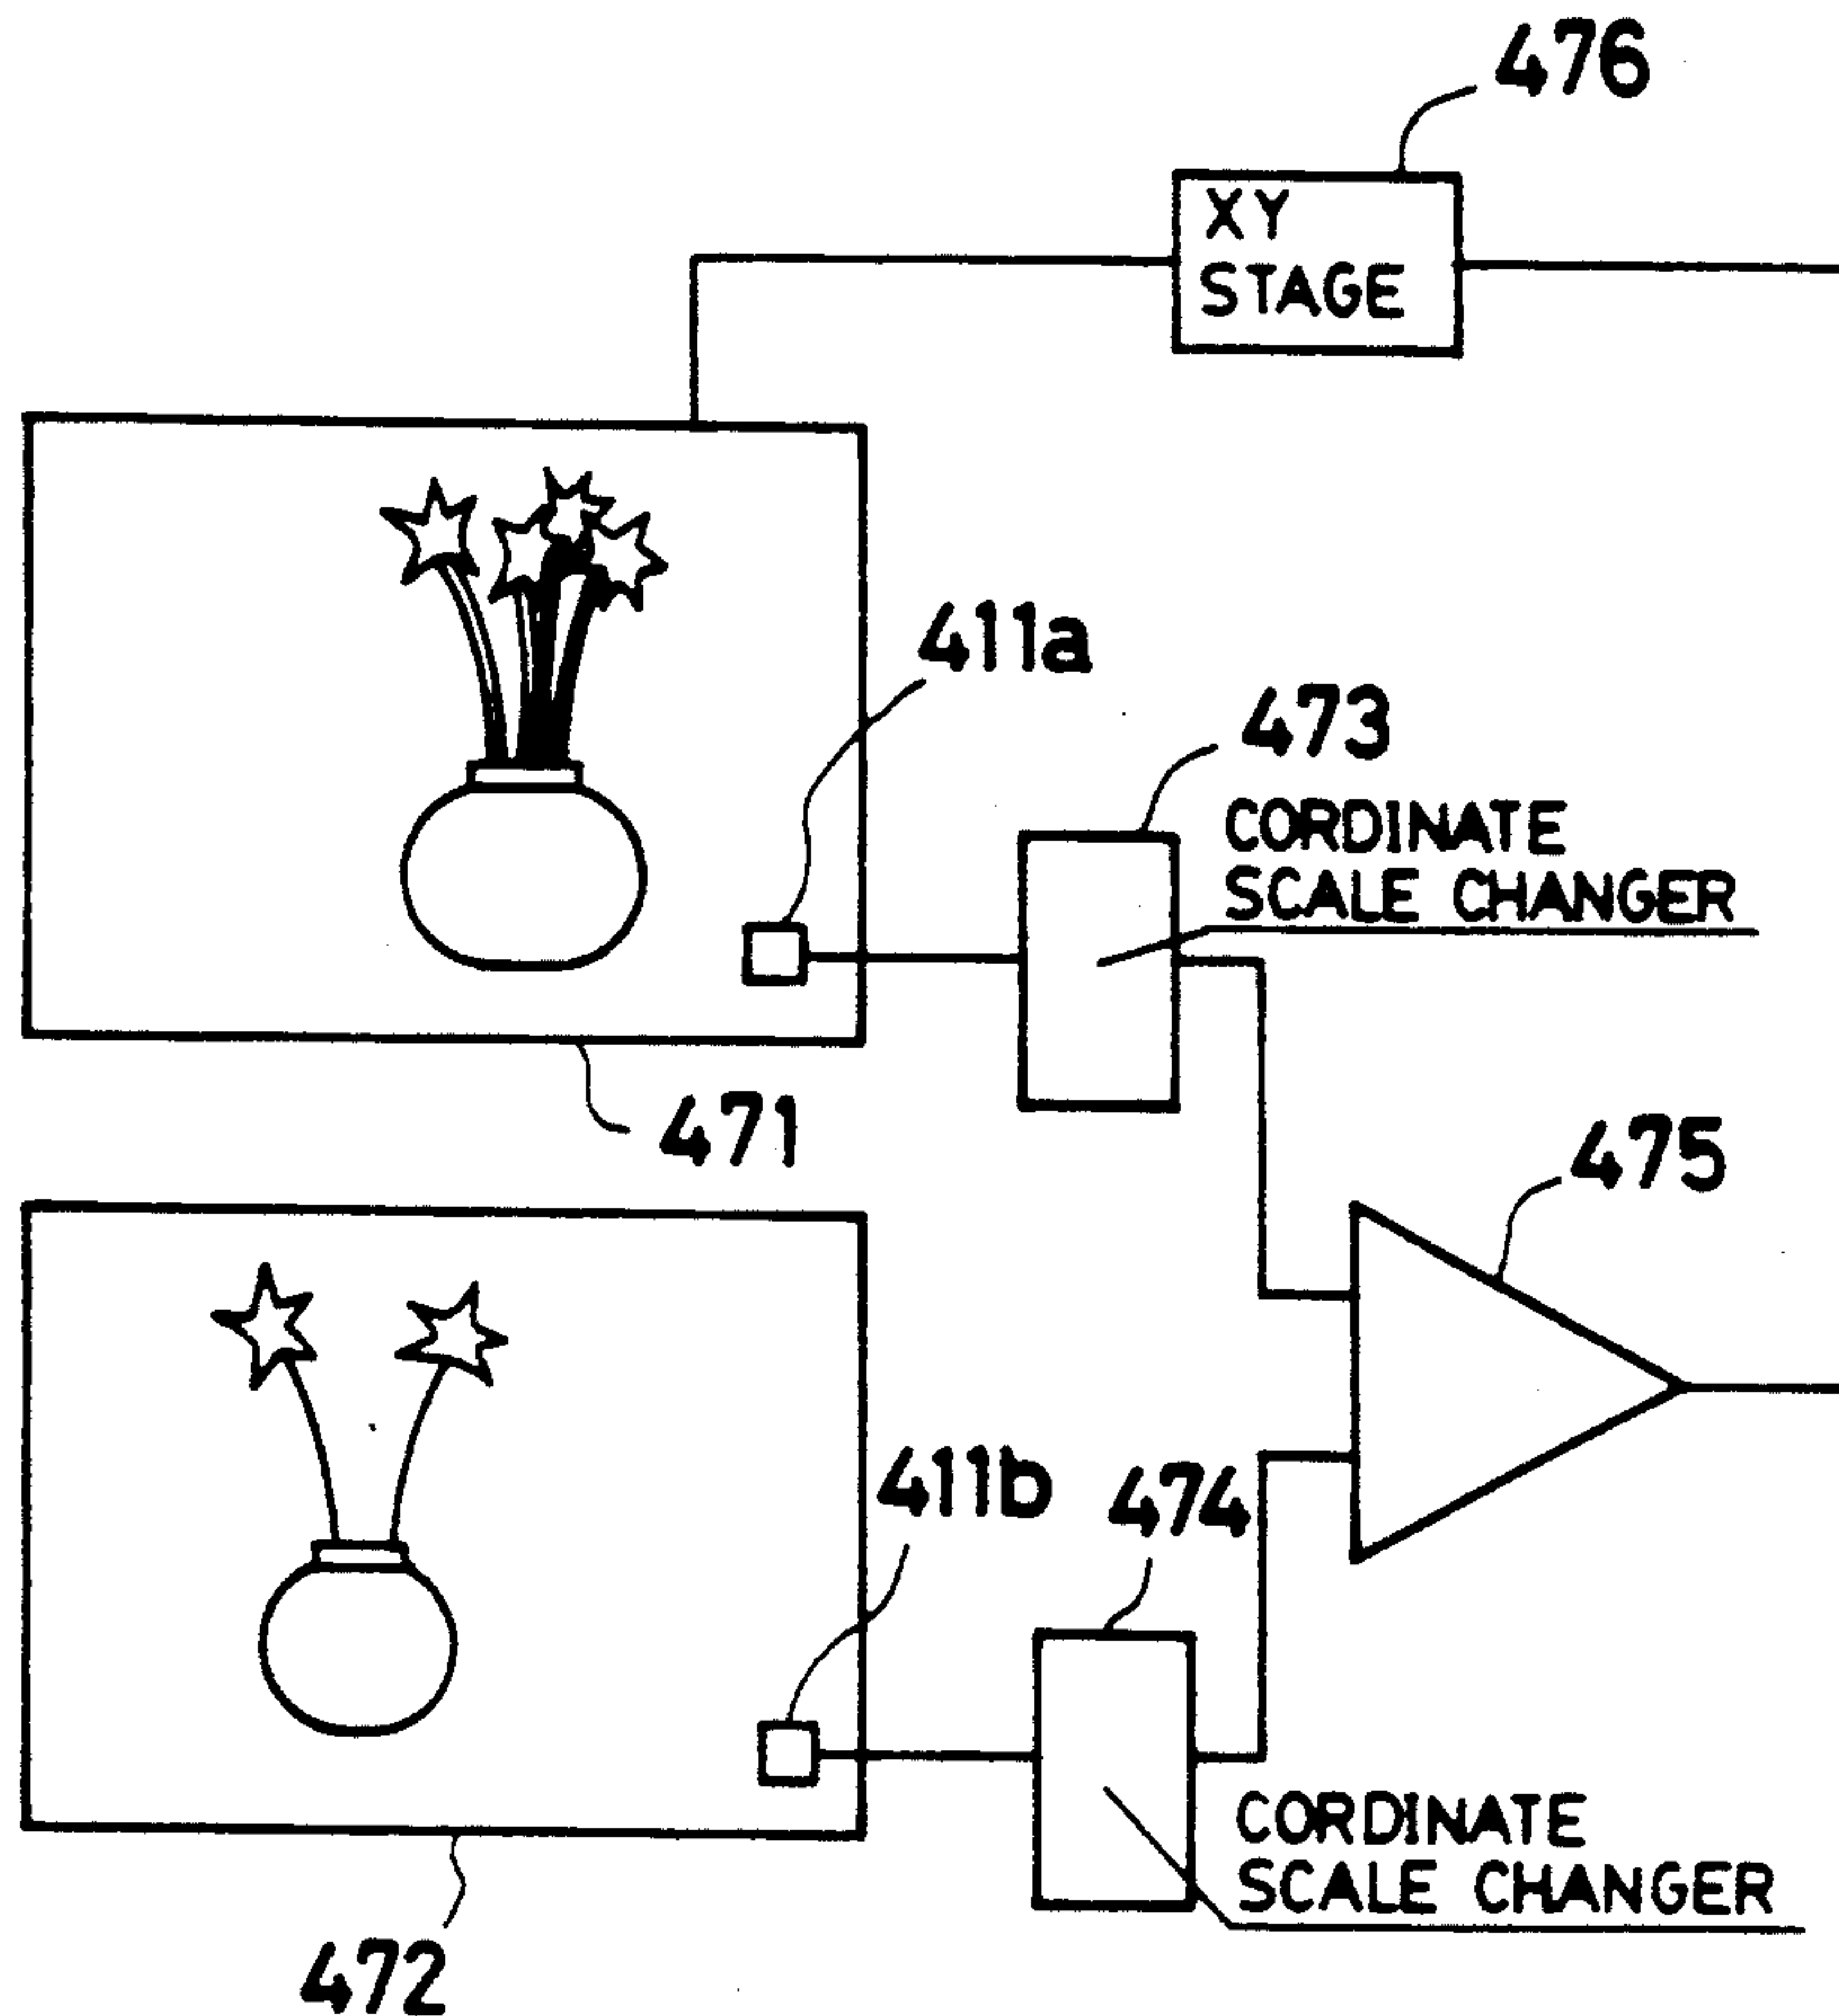 476
XY
STAGE
411a
473
CORDINATE
SCALE CHANGER
471
475
411b
474
CORDINATE
SCALE CHANGER
472